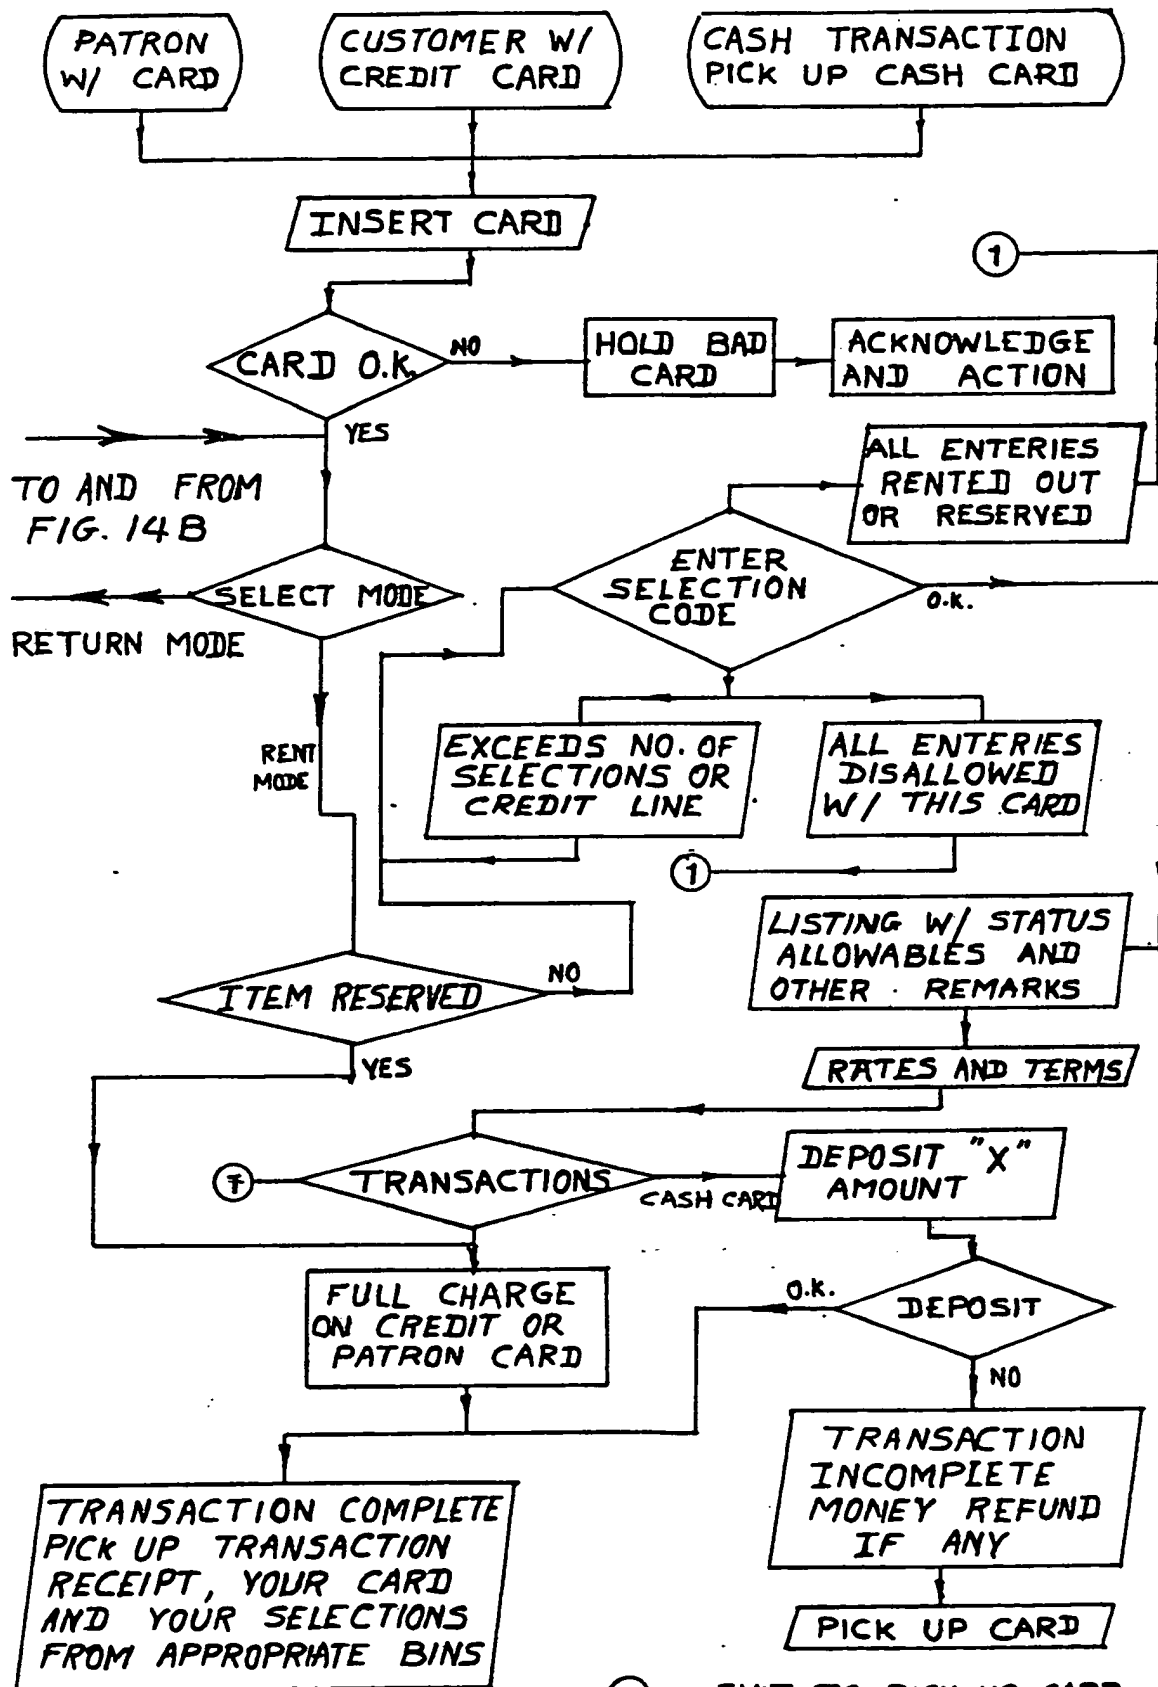 PATRON
W/ CARD
CUSTOMER W/
CREDIT CARD
CASH TRANSACTION
PICK UP CASH CARD
INSERT CARD
1
CARD O.K.
NO
HOLD BAD
CARD
ACKNOWLEDGE
AND ACTION
YES
TO AND FROM
FIG. 14B
ALL ENTERIES
RENTED OUT
OR RESERVED
ENTER
SELECTION
CODE
O.K.
SELECT MODE
RETURN MODE
RENT
MODE
EXCEEDS NO. OF
SELECTIONS OR
CREDIT LINE
ALL ENTERIES
DISALLOWED
W/ THIS CARD
1
LISTING W/ STATUS
ALLOWABLES AND
OTHER REMARKS
ITEM RESERVED
NO
YES
RATES AND TERMS
TRANSACTIONS
CASH CARD
DEPOSIT "X"
AMOUNT
FULL CHARGE
ON CREDIT OR
PATRON CARD
O.K.
DEPOSIT
NO
TRANSACTION
INCOMPLETE
MONEY REFUND
IF ANY
PICK UP CARD
TRANSACTION COMPLETE
PICK UP TRANSACTION
RECEIPT, YOUR CARD
AND YOUR SELECTIONS
FROM APPROPRIATE BINS